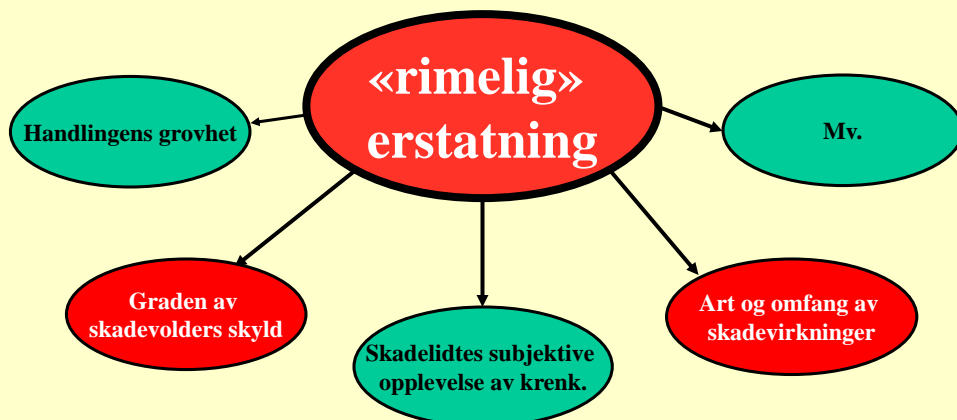 «rimelig»
erstatning
Handlingens grovhet
Mv.
Graden av
skadevolders skyld
Skadelidtes subjektive
opplevelse av krenk.
Art og omfang av
skadevirkninger